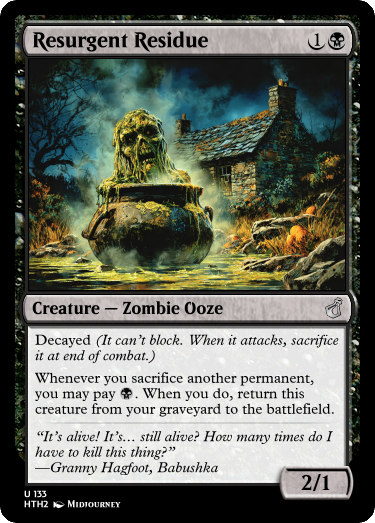 Resurgent Residue 1
Creature — Zombie Ooze
Decayed (It can't block. When it attacks, sacrifice
it at end of combat.)
Whenever you sacrifice another permanent,
you may pay . When you do, return this
creature from your graveyard to the battlefield.
"It's alive! It's… still alive? How many times do I
have to kill this thing?"
—Granny Hagfoot, Babushka
2/1
U 133
HTH2 Midjourney